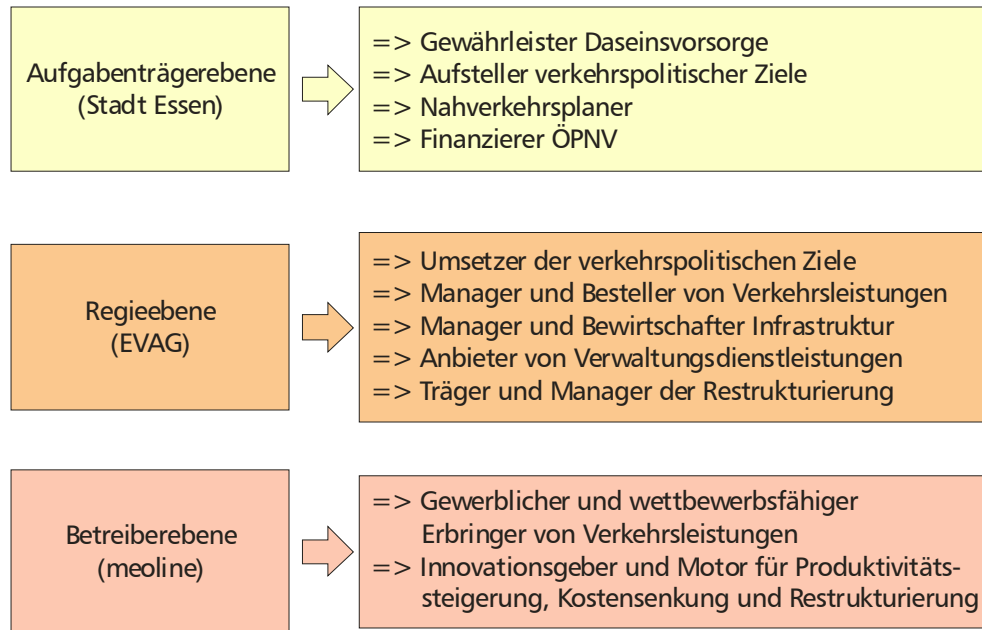 Aufgabenträgerebene
(Stadt Essen)
=> Gewährleister Daseinsvorsorge
=> Aufsteller verkehrspolitischer Ziele
=> Nahverkehrsplaner
=> Finanzierer ÖPNV
Regieebene
(EVAG)
=> Umsetzer der verkehrspolitischen Ziele
=> Manager und Besteller von Verkehrsleistungen
=> Manager und Bewirtschafter Infrastruktur
=> Anbieter von Verwaltungsdienstleistungen
=> Träger und Manager der Restrukturierung
Betreiberebene
(meoline)
=> Gewerblicher und wettbewerbsfähiger
Erbringer von Verkehrsleistungen
=> Innovationsgeber und Motor für Produktivitäts-
steigerung, Kostensenkung und Restrukturierung